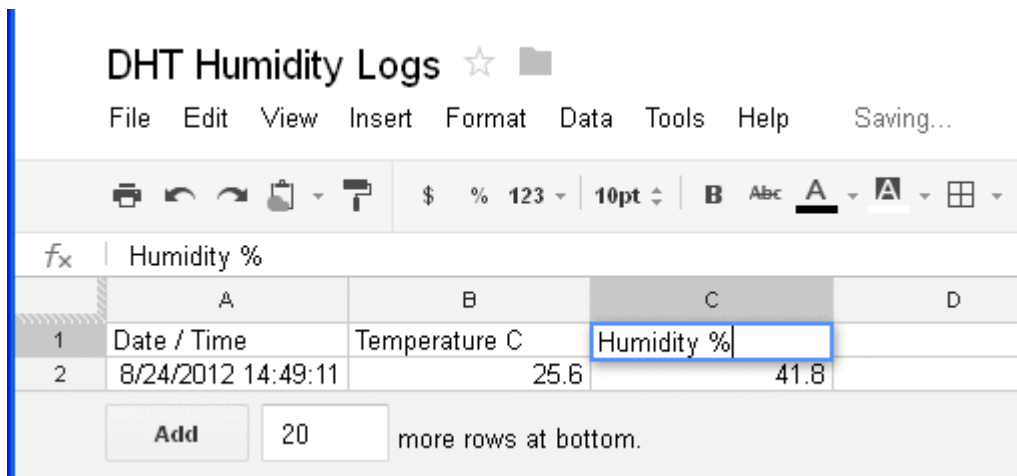 DHT Humidity Logs
File Edit View Insert Format Data Tools Help Saving...
$ % 123 10pt B Abc A A
fx Humidity %
A B C D
1 Date / Time Temperature C Humidity %
2 8/24/2012 14:49:11 25.6 41.8
Add 20 more rows at bottom.